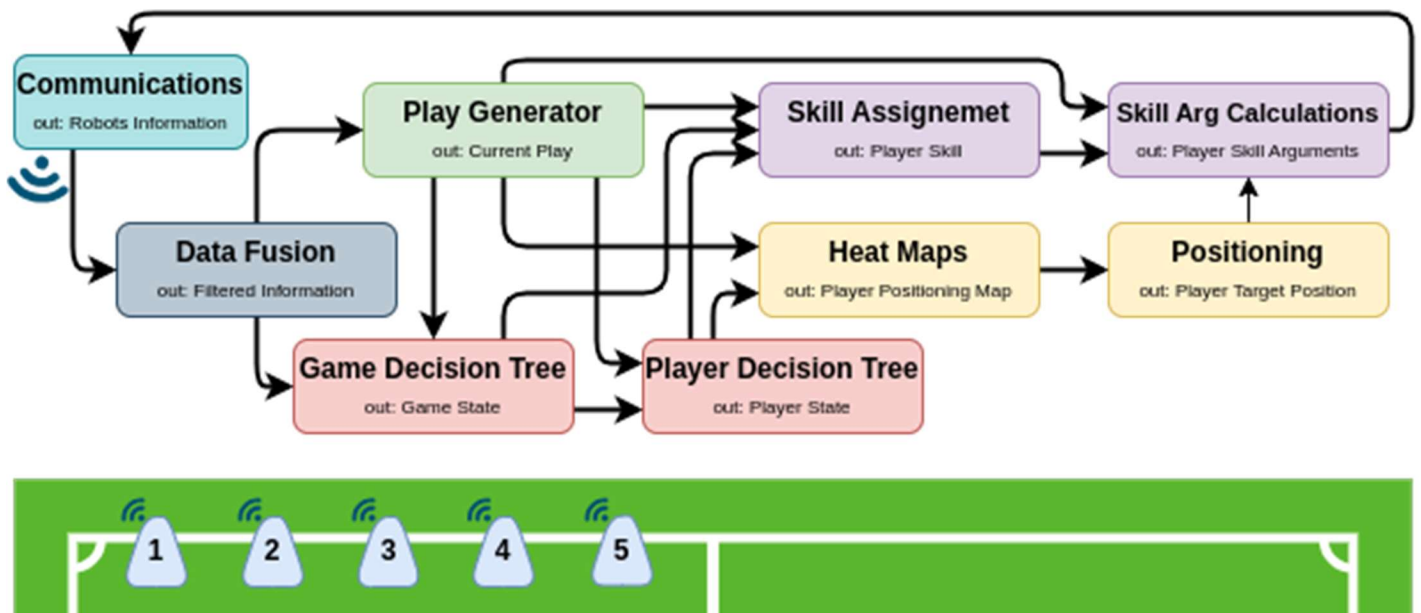 Communications
out: Robots Information
Play Generator
out: Current Play
Skill Assignemet
out: Player Skill
Skill Arg Calculations
out: Player Skill Arguments
Data Fusion
out: Filtered Information
Heat Maps
out: Player Positioning Map
Positioning
out: Player Target Position
Game Decision Tree
out: Game State
Player Decision Tree
out: Player State
1
2
3
4
5